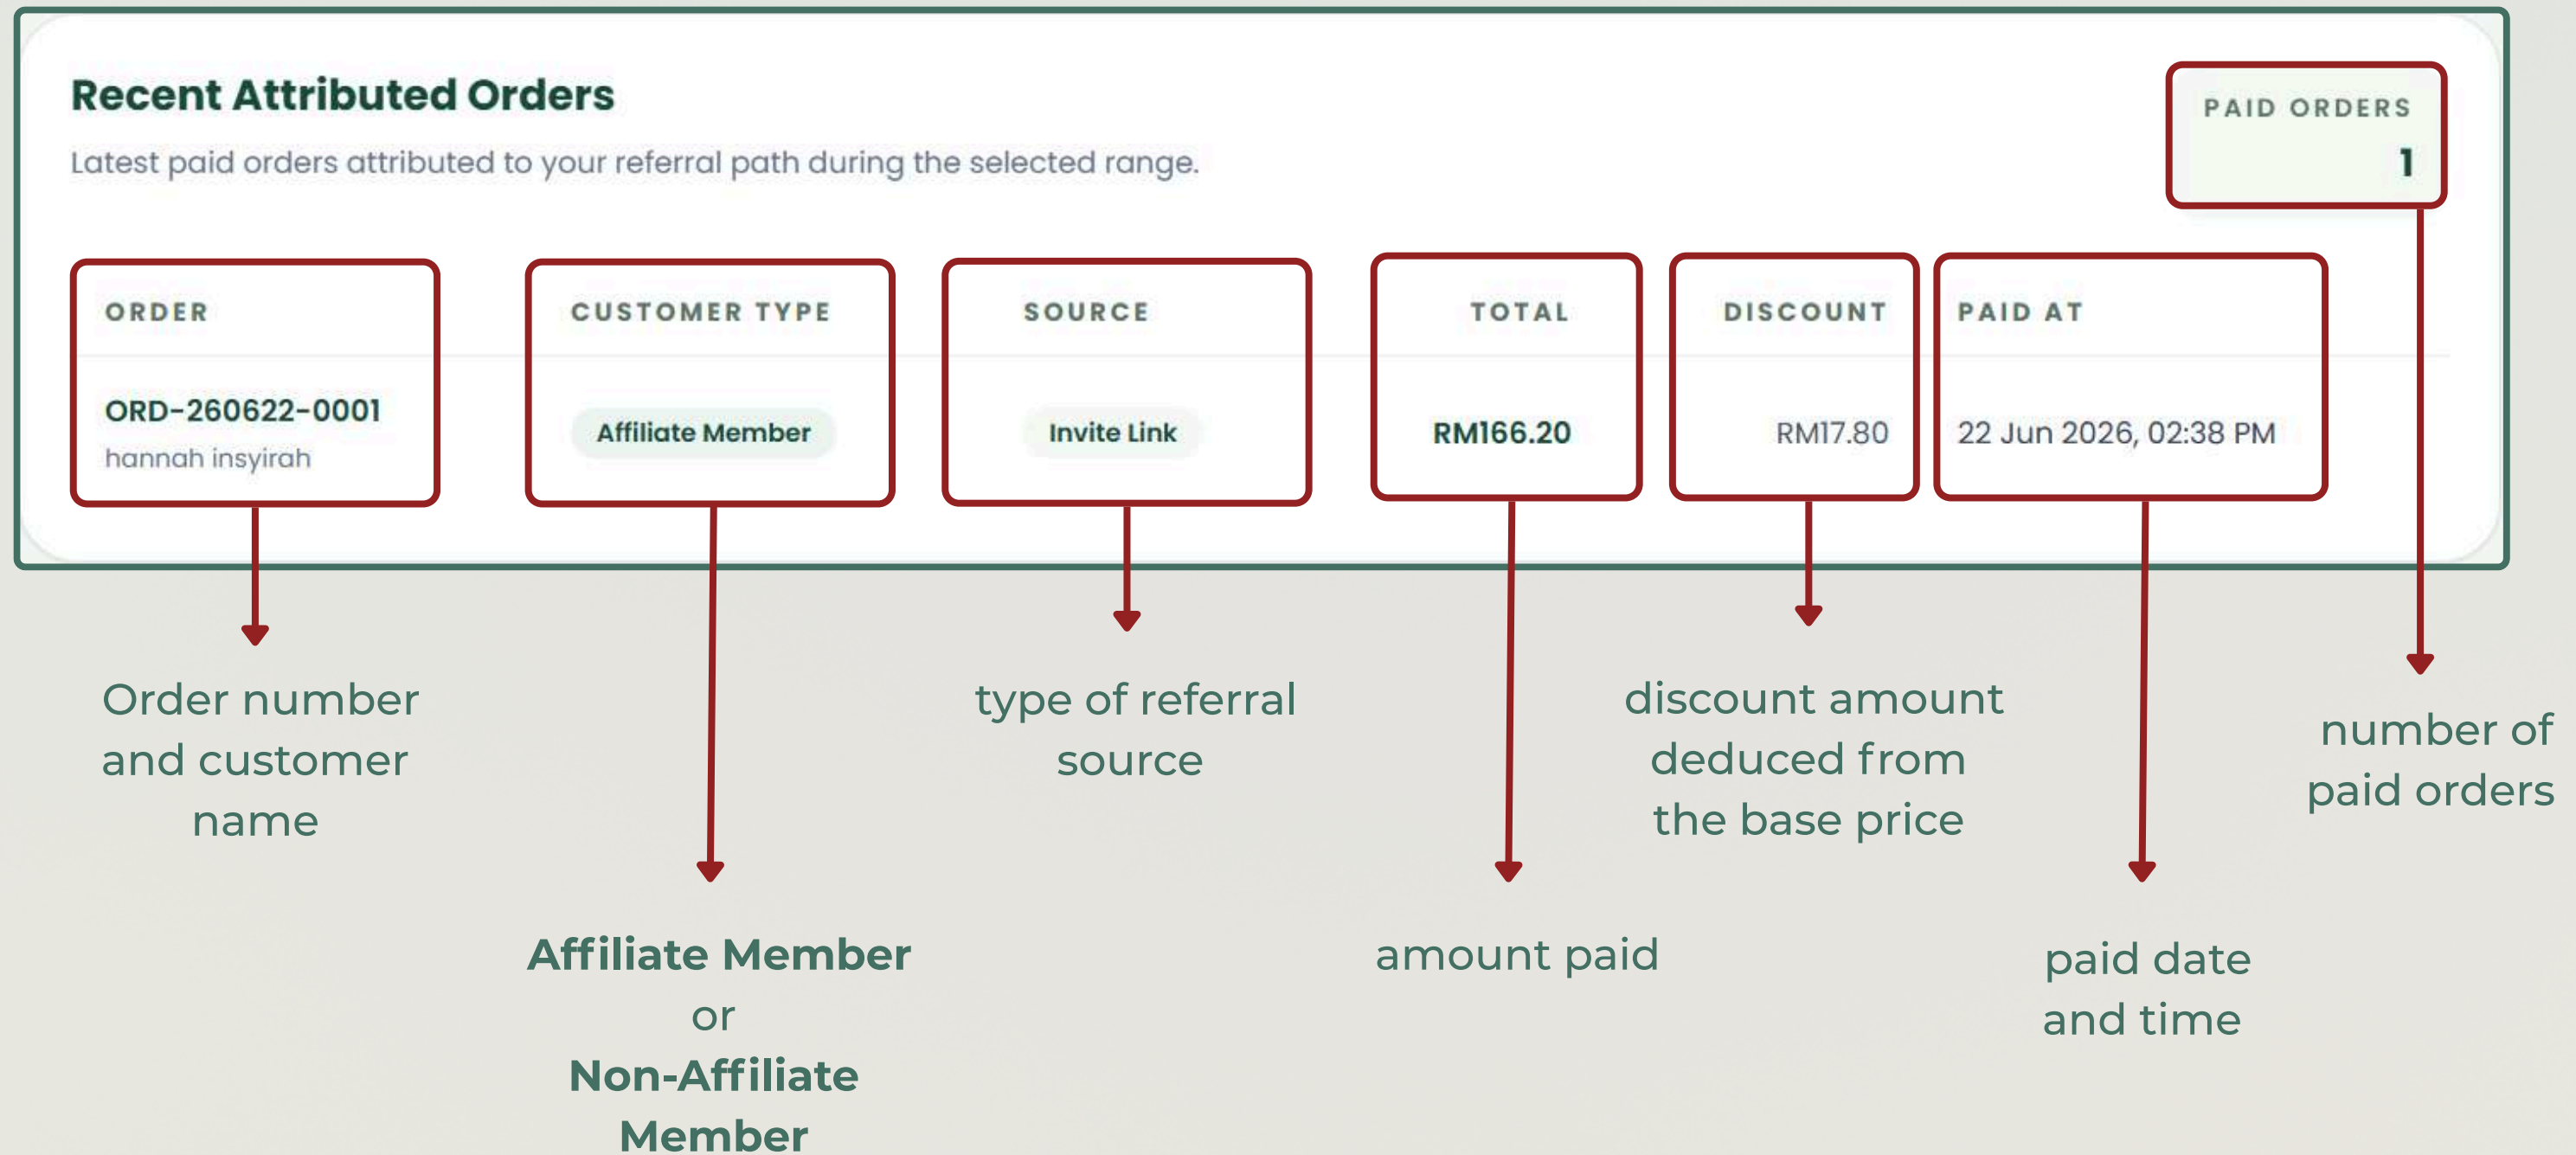 Recent Attributed Orders
Latest paid orders attributed to your referral path during the selected range.
PAID ORDERS
1
ORDER
CUSTOMER TYPE
SOURCE
TOTAL
DISCOUNT
PAID AT
ORD-260622-0001
hannah insyirah
Affiliate Member
Invite Link
RM166.20
RM17.80
22 Jun 2026, 02:38 PM
Order number
and customer
name
Affiliate Member
or
Non-Affiliate
Member
type of referral
source
amount paid
discount amount
deduced from
the base price
paid date
and time
number of
paid orders